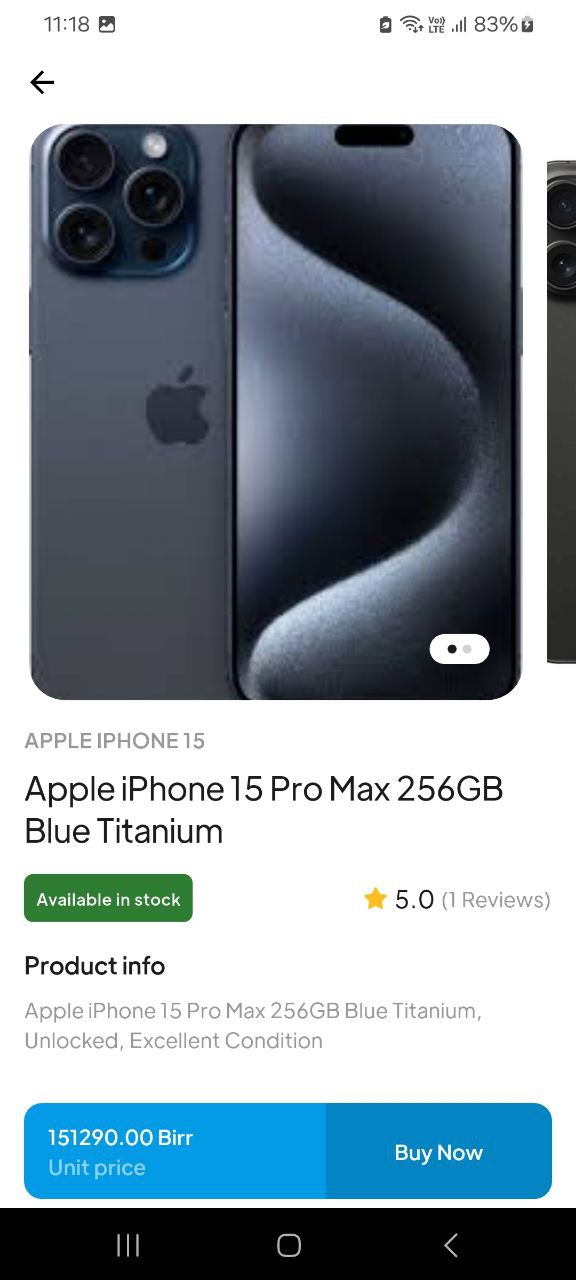 11:18
Vo))
LTE
83%
APPLE IPHONE 15
Apple iPhone 15 Pro Max 256GB
Blue Titanium
Available in stock
5.0 (1 Reviews)
Product info
Apple iPhone 15 Pro Max 256GB Blue Titanium,
Unlocked, Excellent Condition
151290.00 Birr
Unit price
Buy Now